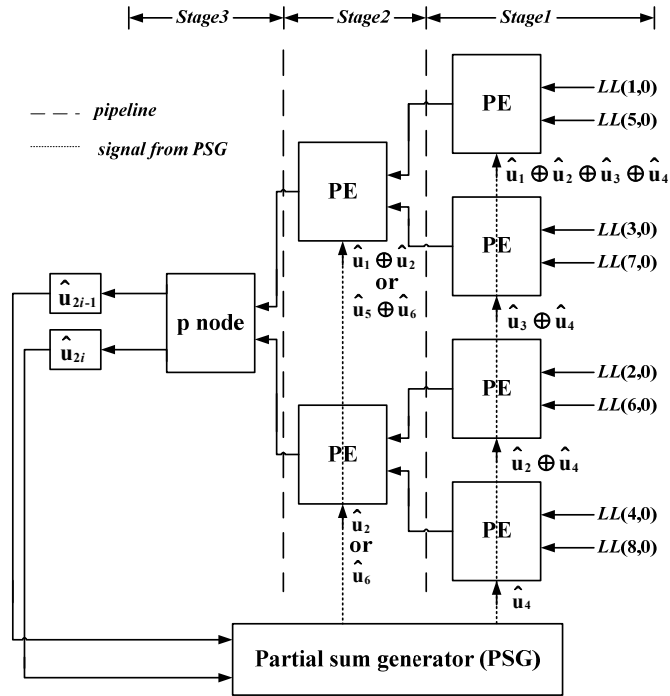 Stage3
Stage2
Stage1
pipeline
signal from PSG
PE
LL(1,0)
LL(5,0)
û₁ ⊕ û₂ ⊕ û₃ ⊕ û₄
PE
PE
LL(3,0)
LL(7,0)
û₁ ⊕ û₂
or
û₅ ⊕ û₆
û₃ ⊕ û₄
û₂ᵢ₋₁
p node
û₂ᵢ
PE
LL(2,0)
LL(6,0)
PE
û₂ ⊕ û₄
PE
LL(4,0)
LL(8,0)
û₂
or
û₆
û₄
Partial sum generator (PSG)